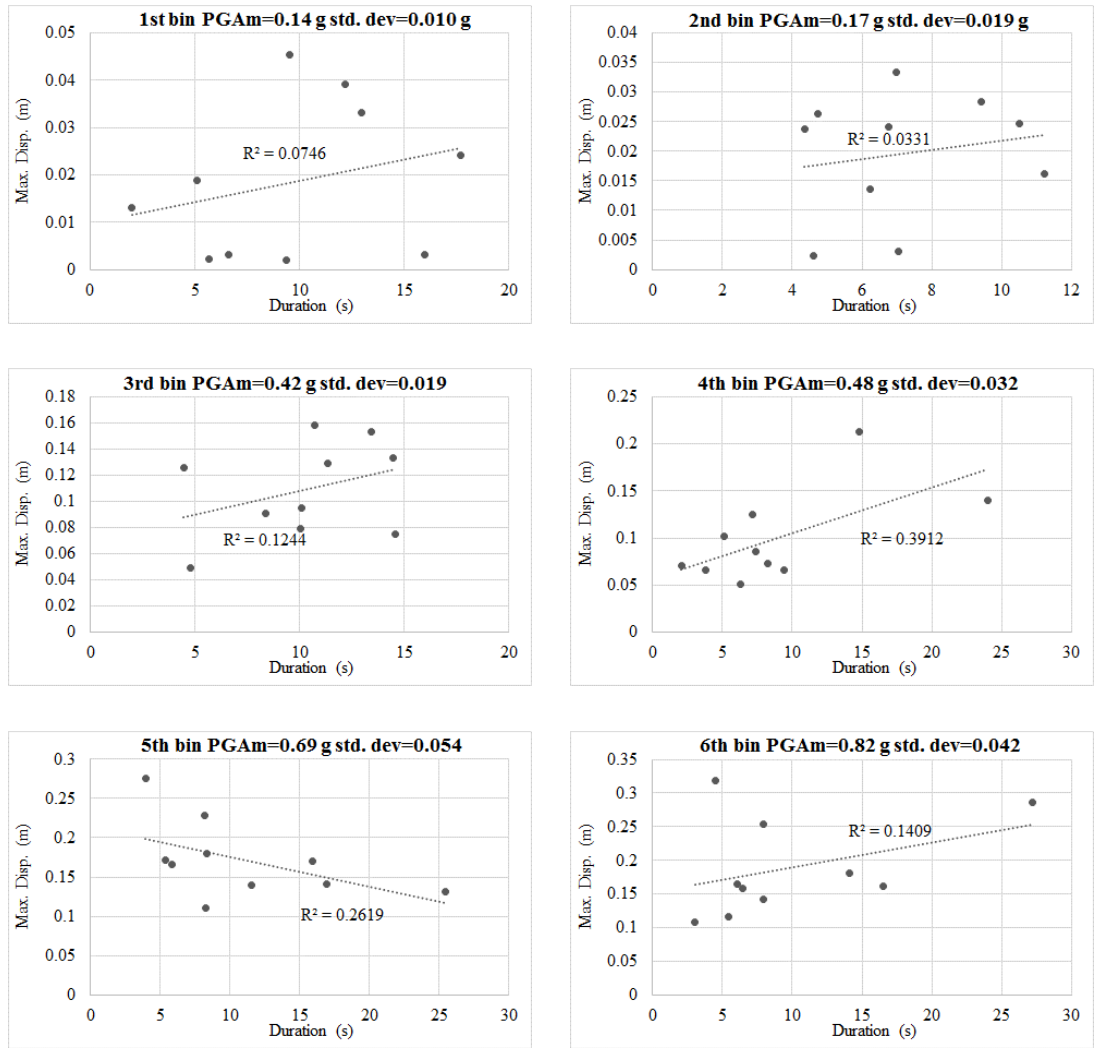 1st bin PGAm=0.14 g std. dev=0.010 g
0.05
0.04
0.03
0.02
0.01
0
Max. Disp. (m)
R² = 0.0746
0 5 10 15 20
Duration (s)
2nd bin PGAm=0.17 g std. dev=0.019 g
0.04
0.035
0.03
0.025
0.02
0.015
0.01
0.005
0
Max. Disp. (m)
R² = 0.0331
0 2 4 6 8 10 12
Duration (s)
3rd bin PGAm=0.42 g std. dev=0.019
0.18
0.16
0.14
0.12
0.1
0.08
0.06
0.04
0.02
0
Max. Disp. (m)
R² = 0.1244
0 5 10 15 20
Duration (s)
4th bin PGAm=0.48 g std. dev=0.032
0.25
0.2
0.15
0.1
0.05
0
Max. Disp. (m)
R² = 0.3912
0 5 10 15 20 25 30
Duration (s)
5th bin PGAm=0.69 g std. dev=0.054
0.3
0.25
0.2
0.15
0.1
0.05
0
Max. Disp. (m)
R² = 0.2619
0 5 10 15 20 25 30
Duration (s)
6th bin PGAm=0.82 g std. dev=0.042
0.35
0.3
0.25
0.2
0.15
0.1
0.05
0
Max. Disp. (m)
R² = 0.1409
0 5 10 15 20 25 30
Duration (s)